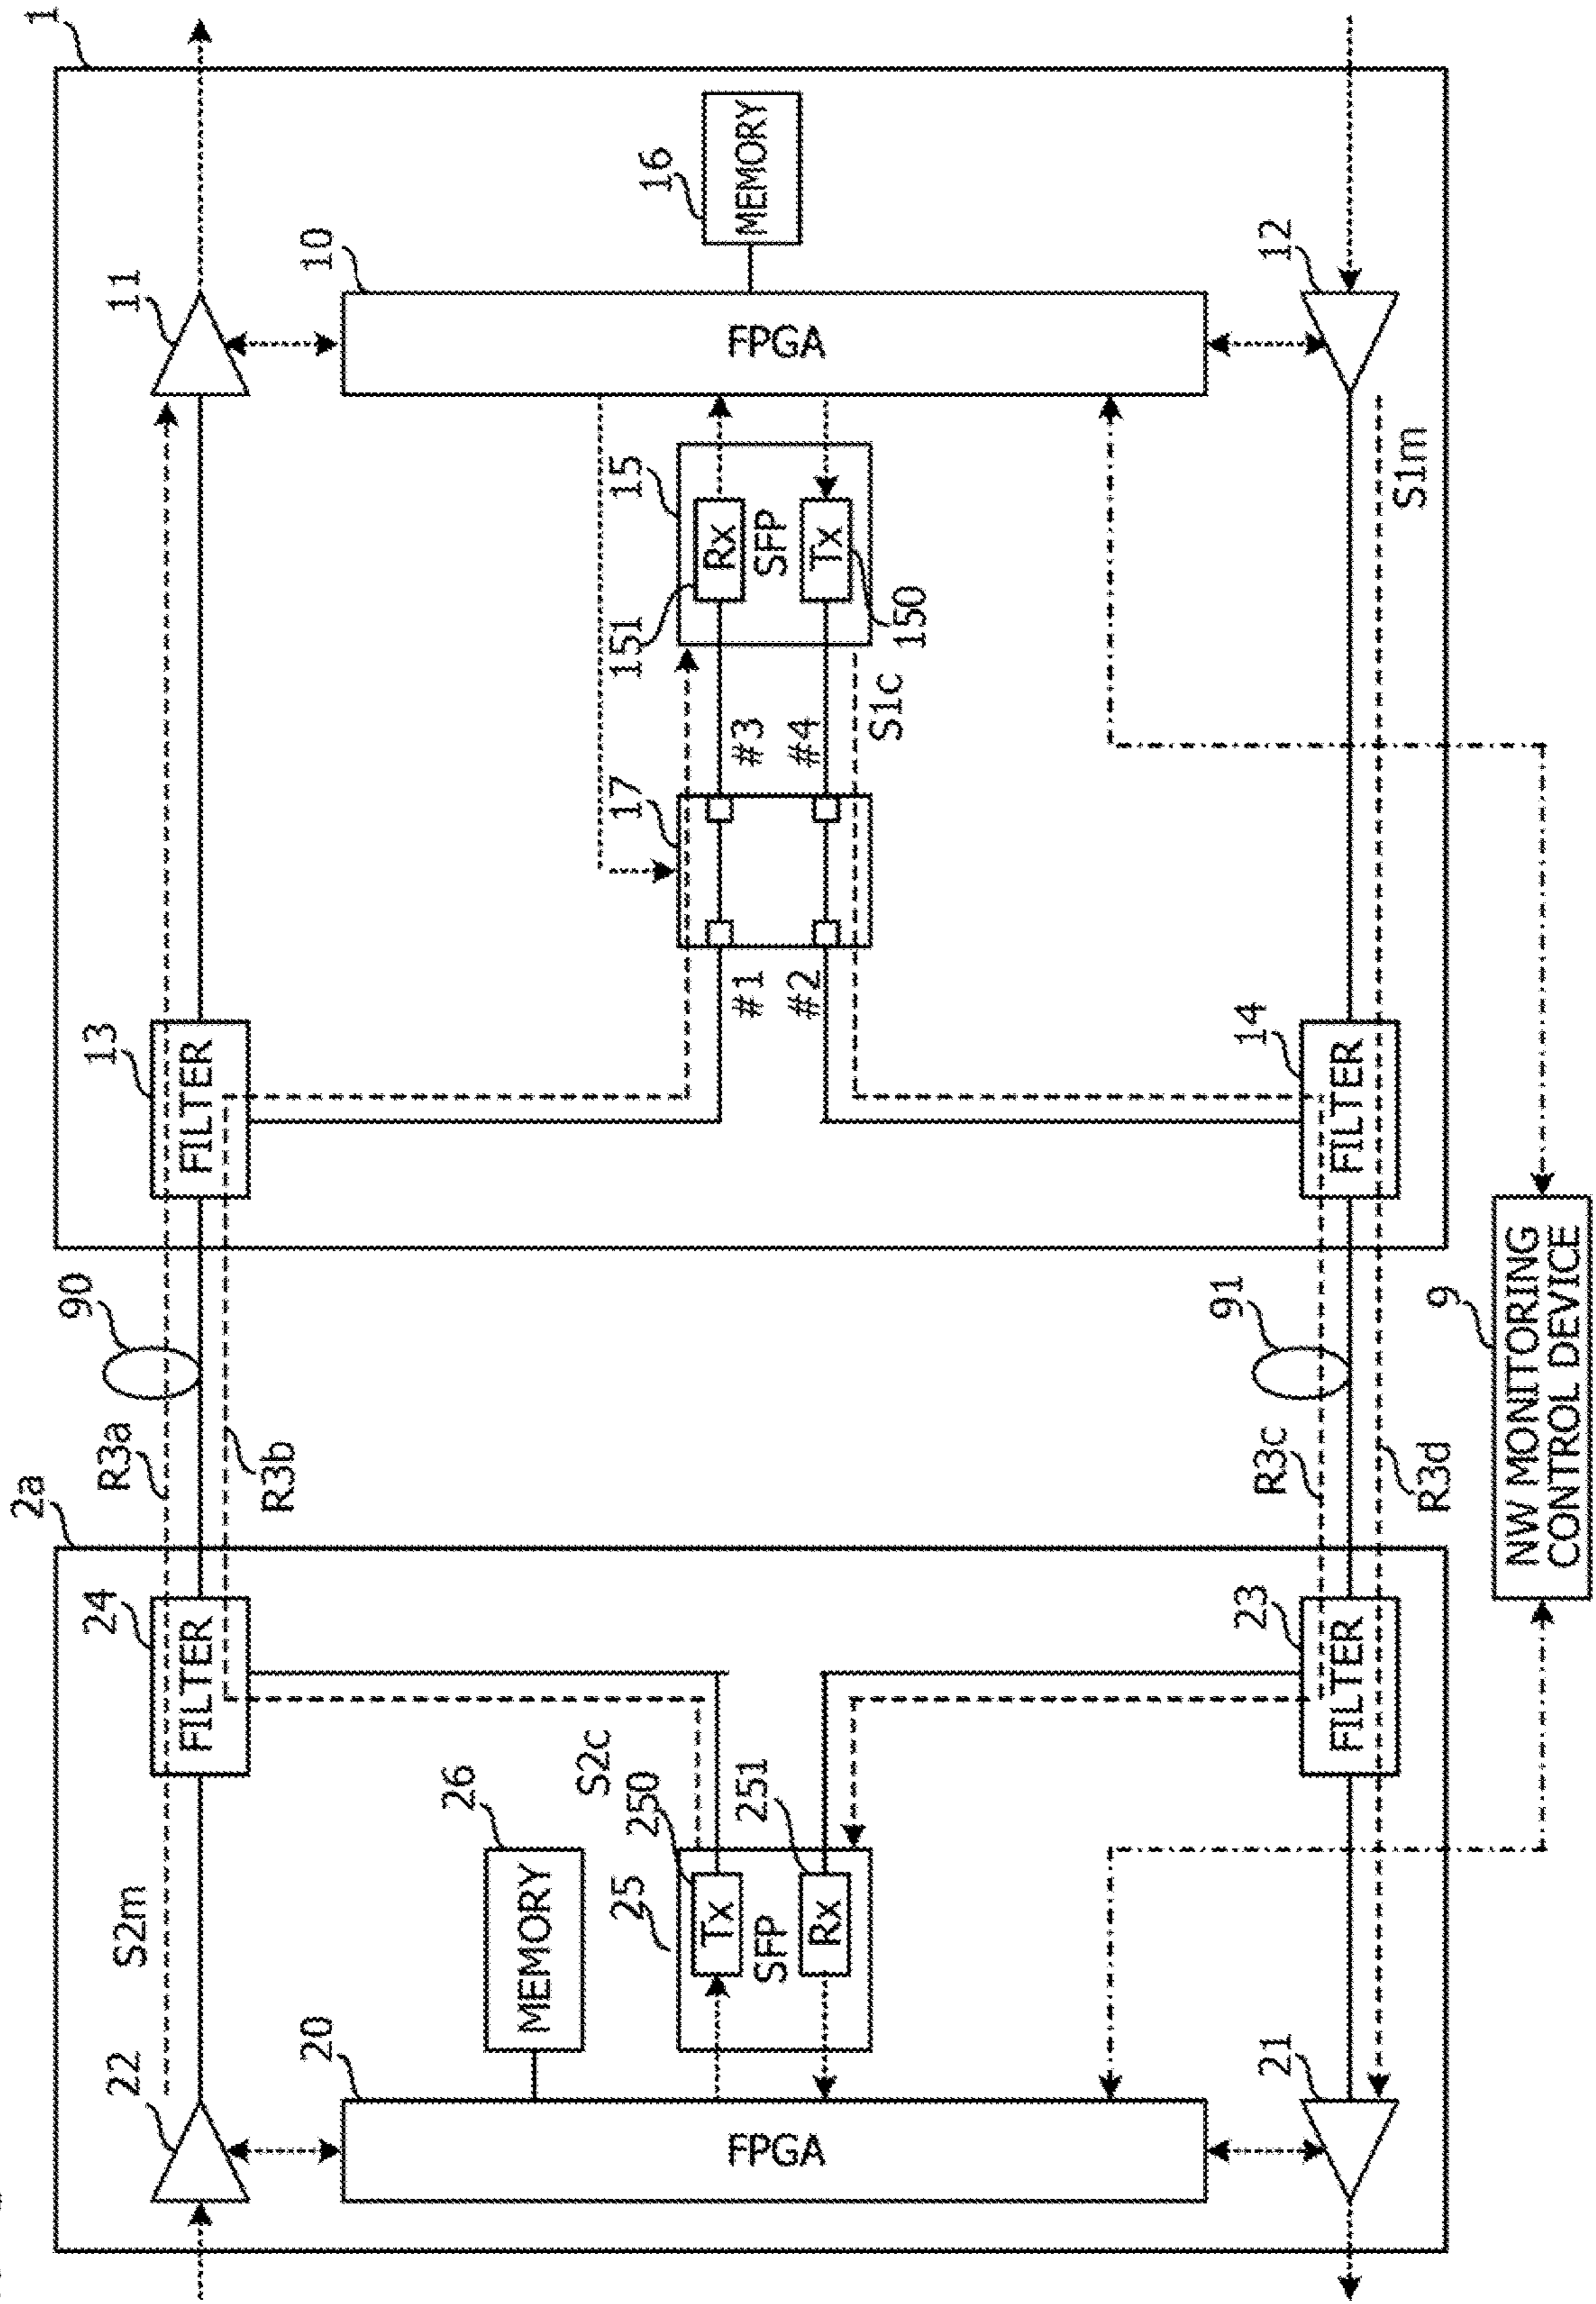 2a
S2m
22
24
FILTER
R3a
90
R3b
13
FILTER
11
1
20
FPGA
26
MEMORY
S2c
250
25
Tx
SFP
Rx
251
10
FPGA
16
MEMORY
17
#1
#2
#3
#4
15
151
Rx
SFP
Tx
150
S1c
21
23
FILTER
R3c
91
R3d
14
FILTER
12
S1m
9
NW MONITORING
CONTROL DEVICE